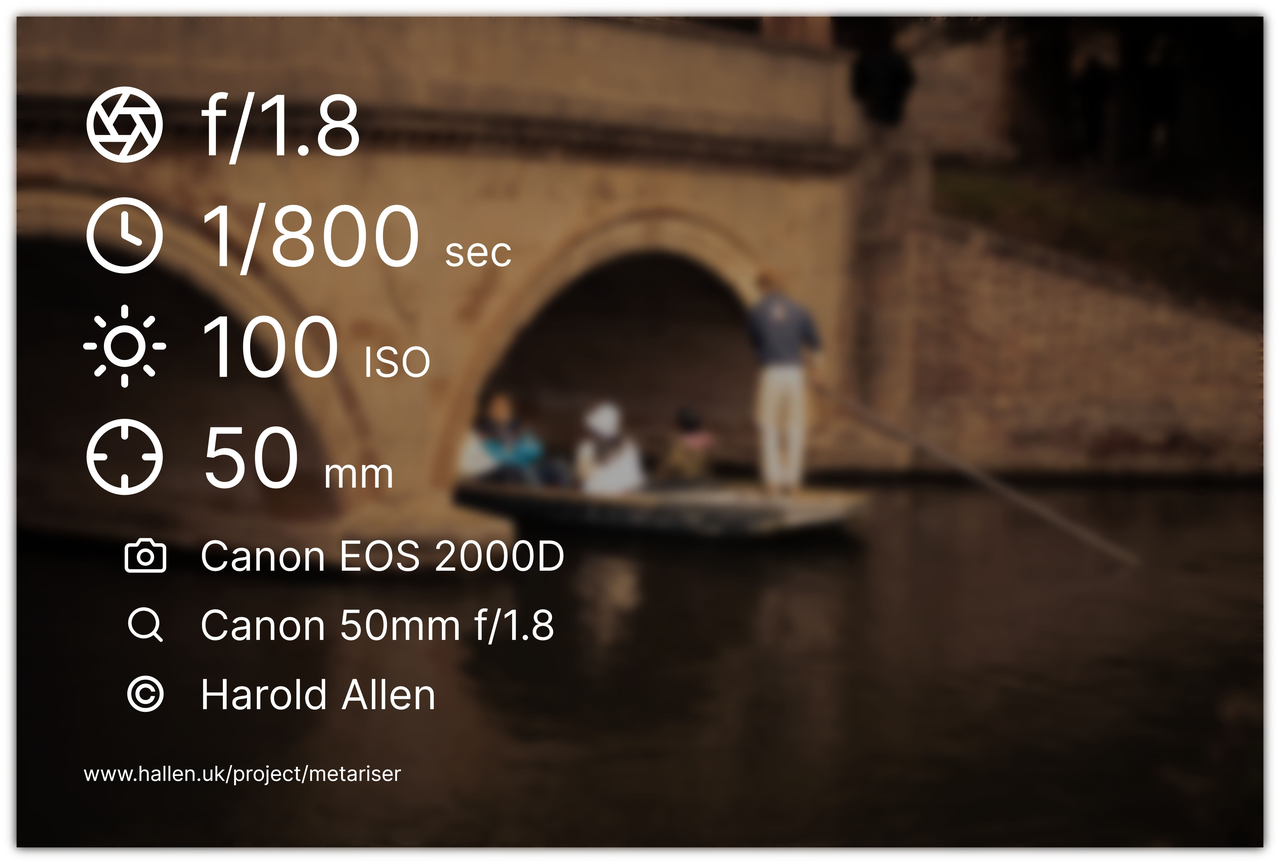 f/1.8
1/800 sec
100 ISO
50 mm
Canon EOS 2000D
Canon 50mm f/1.8
© Harold Allen
www.hallen.uk/project/metariser